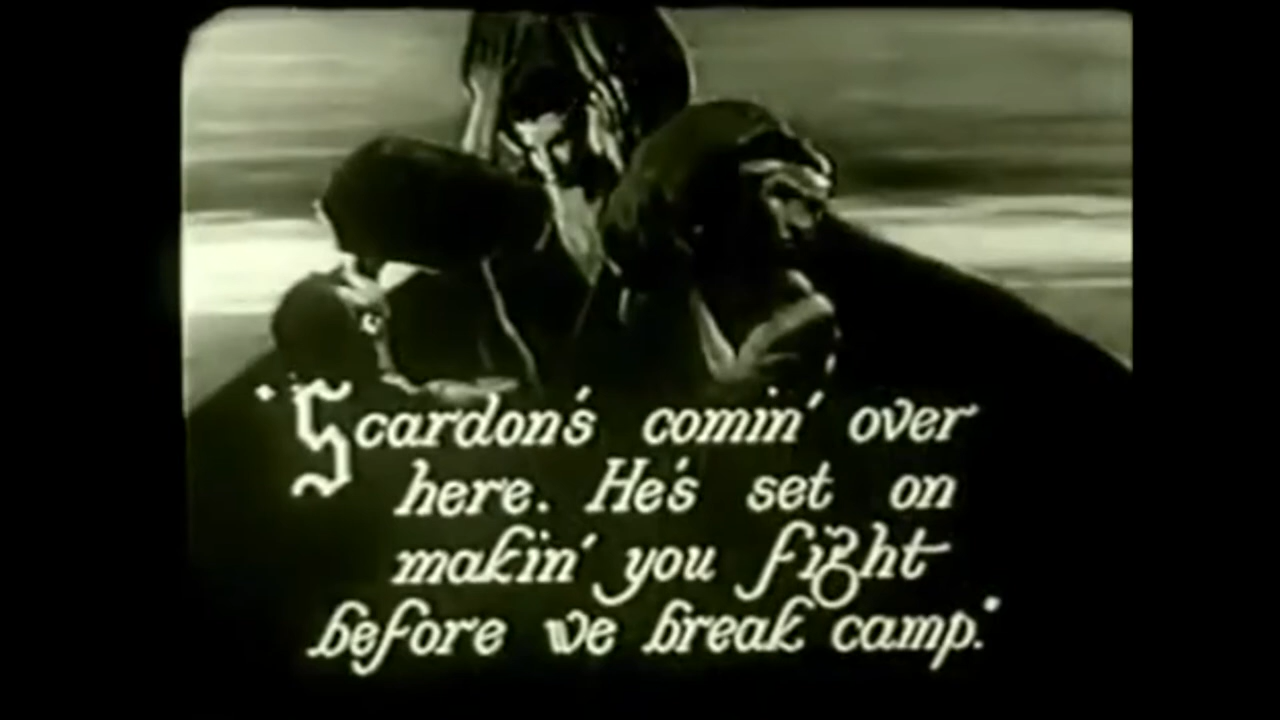 "Scardon's comin' over
here. He's set on
makin' you fight
before we break camp."